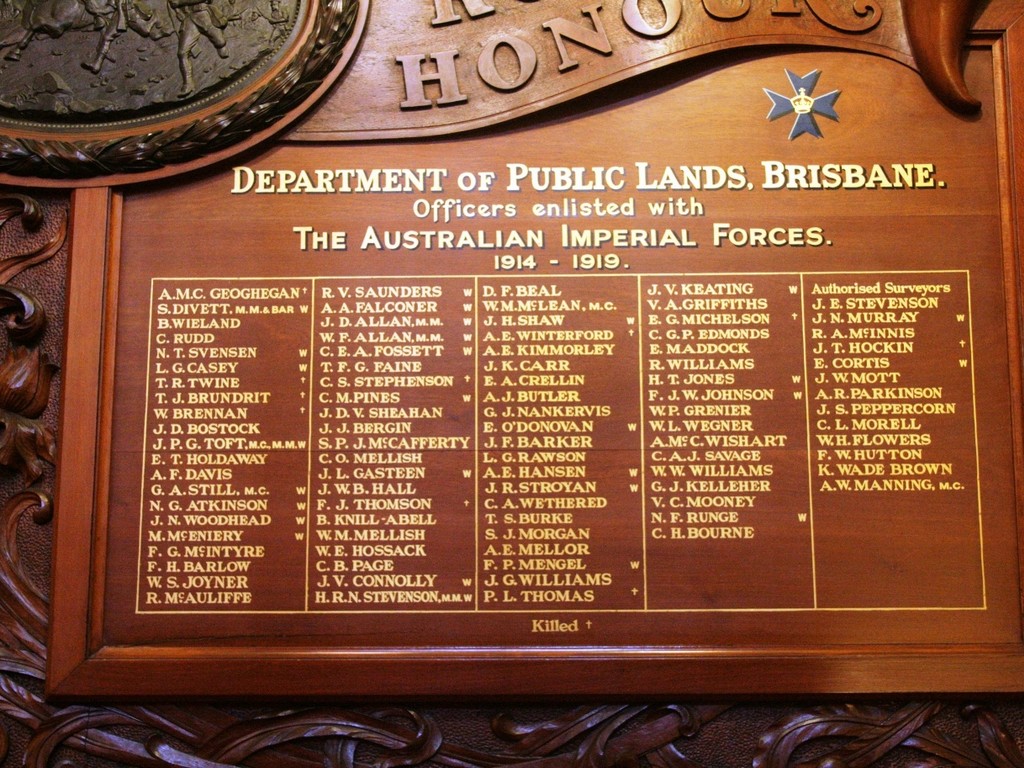 HONOUR
DEPARTMENT OF PUBLIC LANDS, BRISBANE.
Officers enlisted with
THE AUSTRALIAN IMPERIAL FORCES.
1914 - 1919.
A.M.C. GEOGHEGAN †
S. DIVETT, M.M. & BAR W
B. WIELAND
C. RUDD
N. T. SVENSEN W
L. G. CASEY W
T. R. TWINE †
T. J. BRUNDRIT †
W. BRENNAN †
J. D. BOSTOCK
J. P. G. TOFT, M.C., M.M. W
E. T. HOLDAWAY
A. F. DAVIS
G. A. STILL, M.C. W
N. G. ATKINSON W
J. N. WOODHEAD W
M. McENIERY W
F. G. McINTYRE
F. H. BARLOW
W. S. JOYNER
R. McAULIFFE
R. V. SAUNDERS W
A. A. FALCONER W
J. D. ALLAN, M.M. W
W. F. ALLAN, M.M. W
C. E. A. FOSSETT W
T. F. G. PAINE
C. S. STEPHENSON †
C. M. PINES W
J. D. V. SHEAHAN
J. J. BERGIN
S. P. J. McCAFFERTY
C. O. MELLISH
J. L. GASTEEN W
J. W. B. HALL
F. J. THOMSON †
B. KNILL-ABELL
W. M. MELLISH
W. E. HOSSACK
C. B. PAGE
J. V. CONNOLLY W
H. R. N. STEVENSON, M.M. W
D. F. BEAL
W. M. McLEAN, M.C.
J. H. SHAW W
A. E. WINTERFORD †
A. E. KIMMORLEY
J. K. CARR
E. A. CRELLIN
A. J. BUTLER
G. J. NANKERVIS
E. O'DONOVAN W
J. F. BARKER
L. G. RAWSON
A. E. HANSEN W
J. R. STROYAN W
C. A. WETHERED
T. S. BURKE
S. J. MORGAN
A. E. MELLOR
F. P. MENGEL W
J. G. WILLIAMS
P. L. THOMAS †
J. V. KEATING W
V. A. GRIFFITHS
E. G. MICHELSON †
C. G. P. EDMONDS
E. MADDOCK
R. WILLIAMS
H. T. JONES W
F. J. W. JOHNSON W
W. P. GRENIER
W. L. WEGNER
A. McC. WISHART
C. A. J. SAVAGE
W. W. WILLIAMS
G. J. KELLEHER
V. C. MOONEY
N. F. RUNGE W
C. H. BOURNE
Authorised Surveyors
J. E. STEVENSON
J. N. MURRAY W
R. A. McINNIS
J. T. HOCKIN †
E. CORTIS W
J. W. MOTT
A. R. PARKINSON
J. S. PEPPERCORN
C. L. MORELL
W. H. FLOWERS
F. W. HUTTON
K. WADE BROWN
A. W. MANNING, M.C.
Killed †